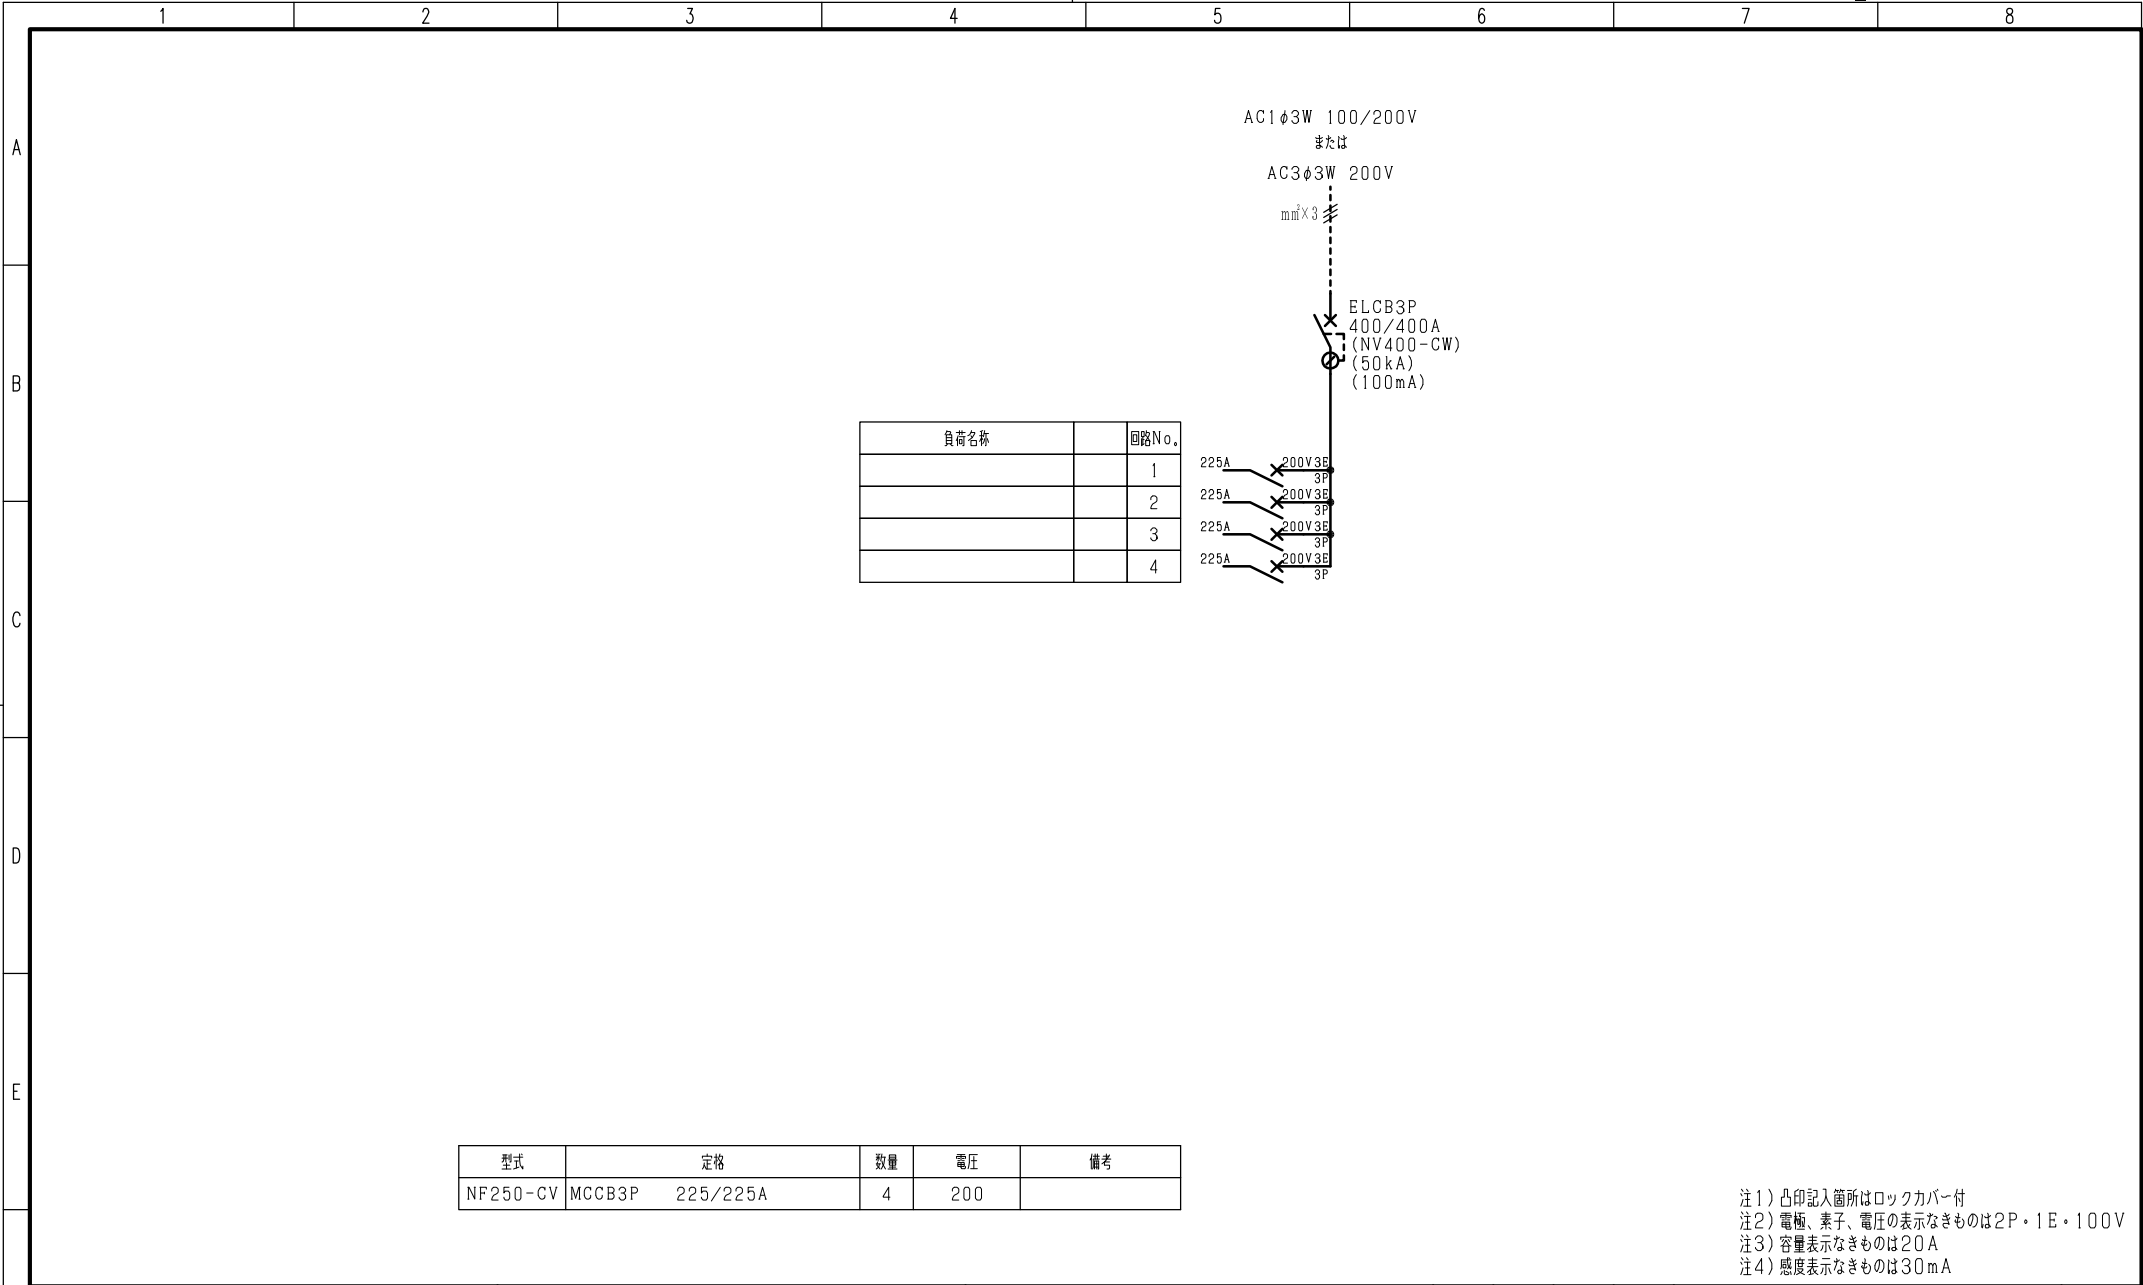 1 2 3 4 5 6 7 8
A
B
C
D
E
AC1φ3W 100/200V
または
AC3φ3W 200V
mm²×3
ELCB3P
400/400A
(NV400-CW)
(50kA)
(100mA)
負荷名称 回路No.
1
2
3
4
225A 200V3E
3P
225A 200V3E
3P
225A 200V3E
3P
225A 200V3E
3P
型式 定格 数量 電圧 備考
NF250-CV MCCB3P 225/225A 4 200
注1) 凸印記入箇所はロックカバー付
注2) 電極、素子、電圧の表示なきものは2P・1E・100V
注3) 容量表示なきものは20A
注4) 感度表示なきものは30mA